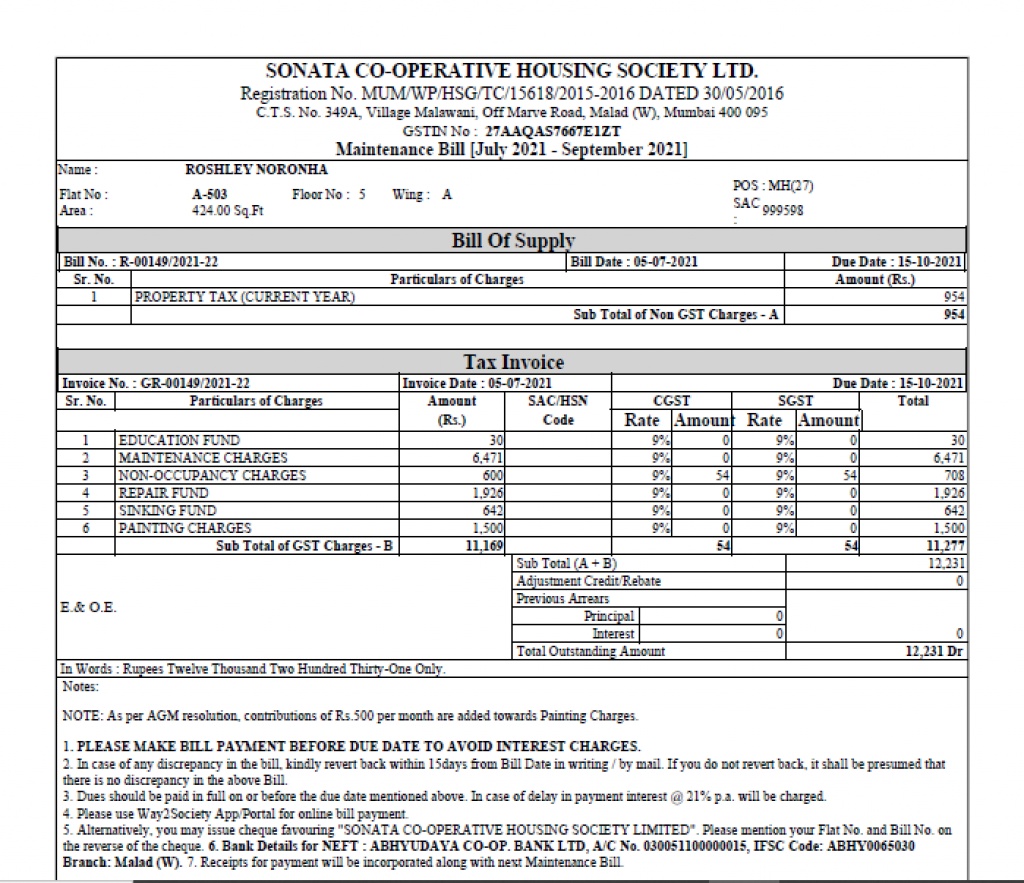 SONATA CO-OPERATIVE HOUSING SOCIETY LTD.
Registration No. MUM/WP/HSG/TC/15618/2015-2016 DATED 30/05/2016
C.T.S. No. 349A, Village Malawani, Off Marve Road, Malad (W), Mumbai 400 095
GSTIN No : 27AAQAS7667E1ZT
Maintenance Bill [July 2021 - September 2021]
Name : ROSHLEY NORONHA
Flat No : A-503 Floor No : 5 Wing : A POS : MH(27)
Area : 424.00 Sq.Ft SAC : 999598
Bill Of Supply
Bill No. : R-00149/2021-22 Bill Date : 05-07-2021 Due Date : 15-10-2021
Sr. No. Particulars of Charges Amount (Rs.)
1 PROPERTY TAX (CURRENT YEAR) 954
Sub Total of Non GST Charges - A 954
Tax Invoice
Invoice No. : GR-00149/2021-22 Invoice Date : 05-07-2021 Due Date : 15-10-2021
Sr. No. Particulars of Charges Amount SAC/HSN CGST SGST Total
(Rs.) Code Rate Amount Rate Amount
1 EDUCATION FUND 30 9% 0 9% 0 30
2 MAINTENANCE CHARGES 6,471 9% 0 9% 0 6,471
3 NON-OCCUPANCY CHARGES 600 9% 54 9% 54 708
4 REPAIR FUND 1,926 9% 0 9% 0 1,926
5 SINKING FUND 642 9% 0 9% 0 642
6 PAINTING CHARGES 1,500 9% 0 9% 0 1,500
Sub Total of GST Charges - B 11,169 54 54 11,277
Sub Total (A + B) 12,231
Adjustment Credit/Rebate 0
Previous Arrears
E.& O.E.
Principal 0
Interest 0 0
Total Outstanding Amount 12,231 Dr
In Words : Rupees Twelve Thousand Two Hundred Thirty-One Only.
Notes:
NOTE: As per AGM resolution, contributions of Rs.500 per month are added towards Painting Charges.
1. PLEASE MAKE BILL PAYMENT BEFORE DUE DATE TO AVOID INTEREST CHARGES.
2. In case of any discrepancy in the bill, kindly revert back within 15days from Bill Date in writing / by mail. If you do not revert back, it shall be presumed that
there is no discrepancy in the above Bill.
3. Dues should be paid in full on or before the due date mentioned above. In case of delay in payment interest @ 21% p.a. will be charged.
4. Please use Way2Society App/Portal for online bill payment.
5. Alternatively, you may issue cheque favouring "SONATA CO-OPERATIVE HOUSING SOCIETY LIMITED". Please mention your Flat No. and Bill No. on
the reverse of the cheque. 6. Bank Details for NEFT : ABHYUDAYA CO-OP. BANK LTD, A/C No. 030051100000015, IFSC Code: ABHY0065030
Branch: Malad (W). 7. Receipts for payment will be incorporated along with next Maintenance Bill.